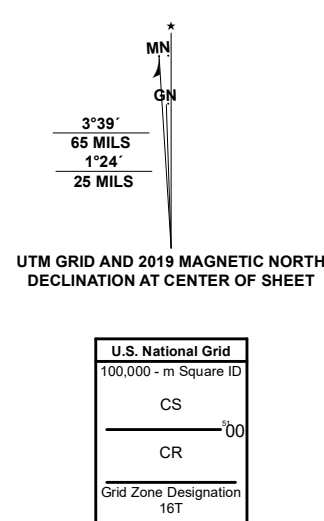 MN
GN
3°39´
65 MILS
1°24´
25 MILS
UTM GRID AND 2019 MAGNETIC NORTH
DECLINATION AT CENTER OF SHEET
U.S. National Grid
100,000 - m Square ID
CS
5100
CR
Grid Zone Designation
16T